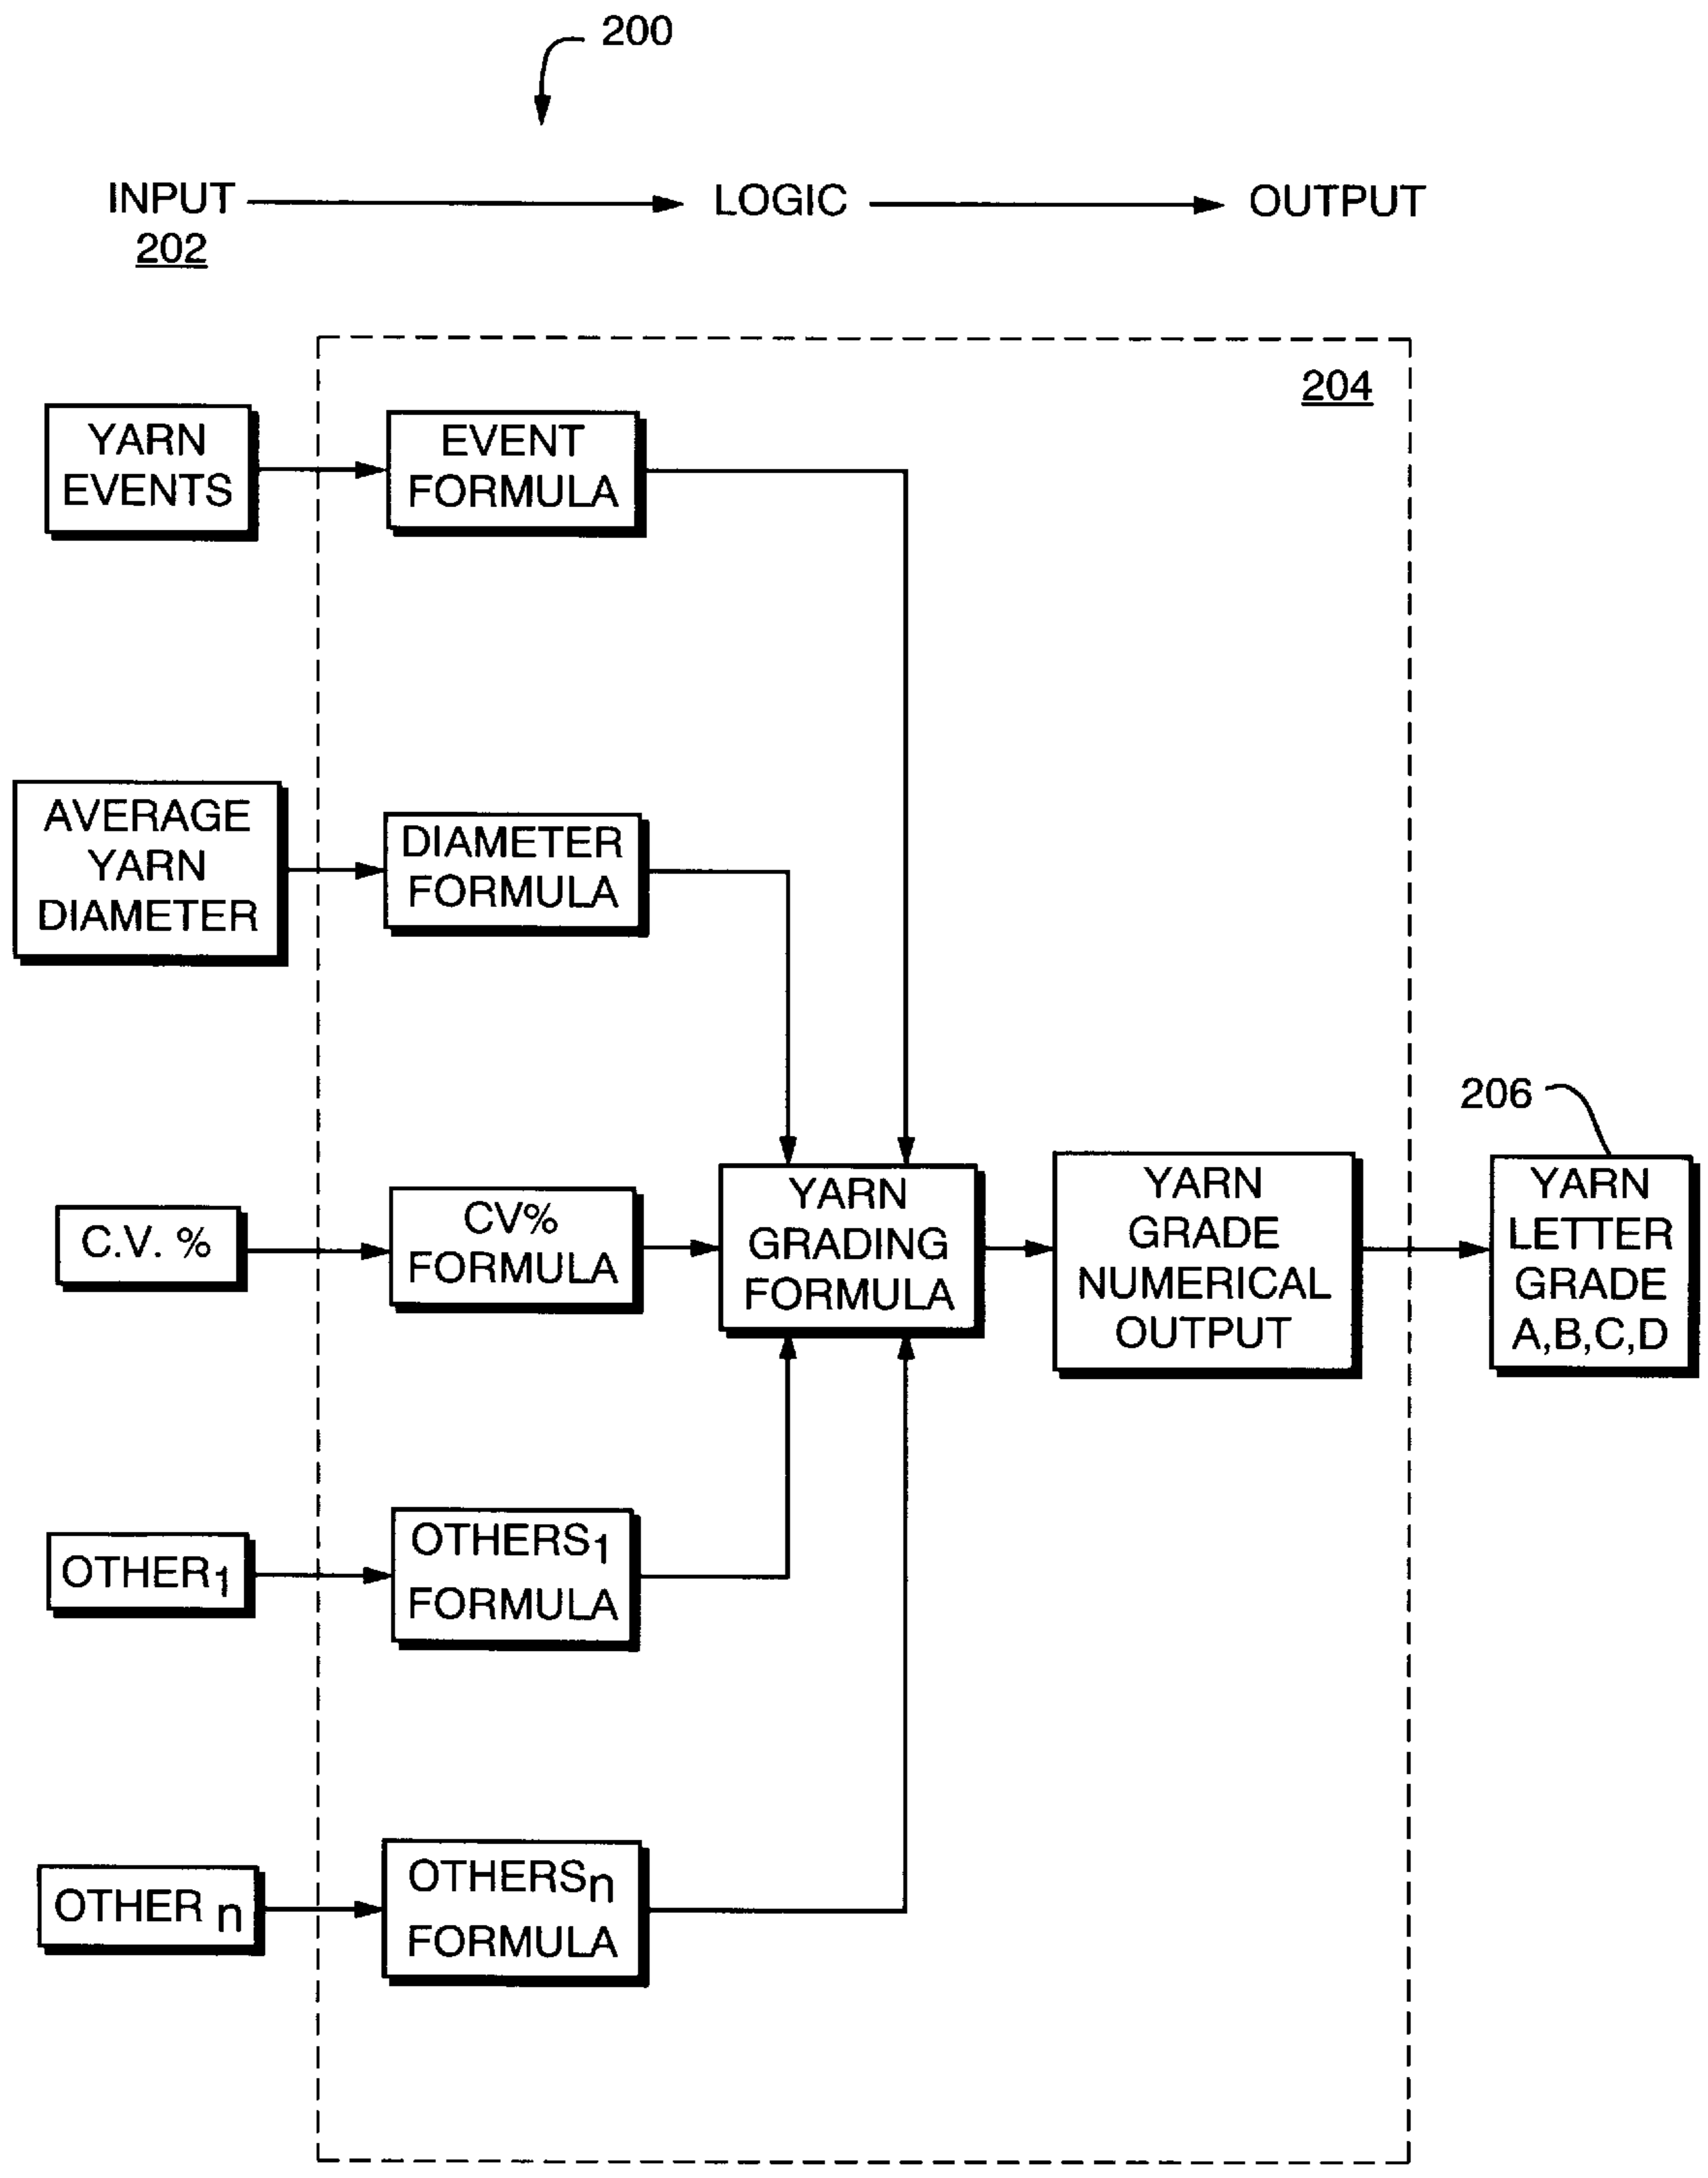 200
INPUT LOGIC OUTPUT
202
204
YARN
EVENTS
EVENT
FORMULA
AVERAGE
YARN
DIAMETER
DIAMETER
FORMULA
206
C.V. %
CV%
FORMULA
YARN
GRADING
FORMULA
YARN
GRADE
NUMERICAL
OUTPUT
YARN
LETTER
GRADE
A,B,C,D
OTHER1
OTHERS1
FORMULA
OTHER n
OTHERSn
FORMULA